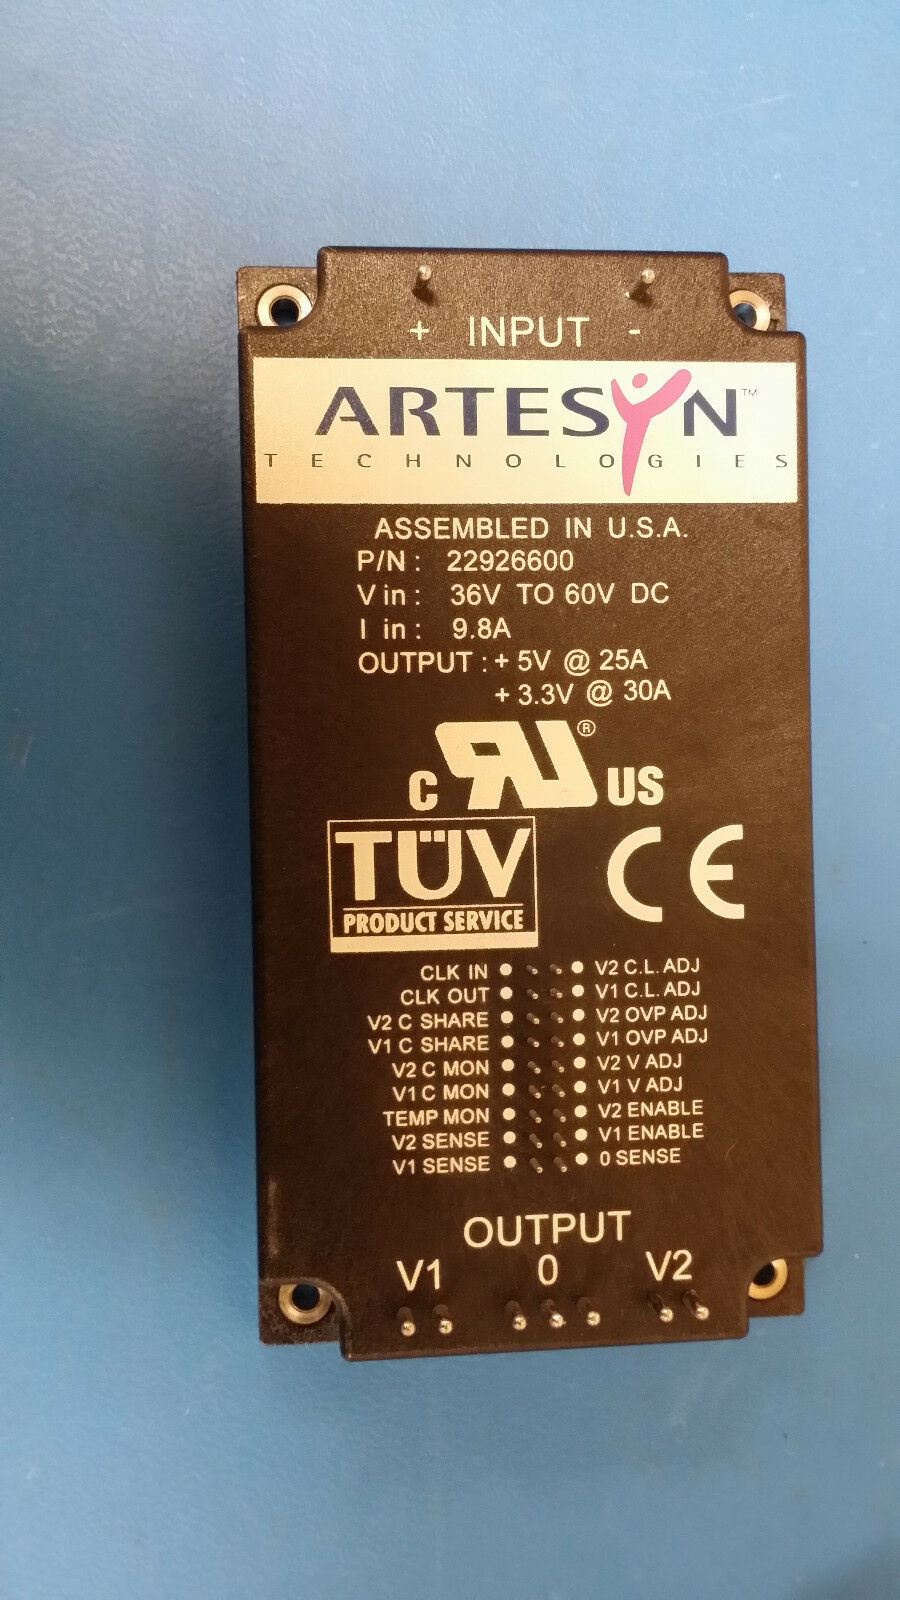 + INPUT -
ARTESYN™
TECHNOLOGIES
ASSEMBLED IN U.S.A.
P/N : 22926600
V in : 36V TO 60V DC
I in : 9.8A
OUTPUT : + 5V @ 25A
+ 3.3V @ 30A
C RU® US
TÜV
PRODUCT SERVICE
CE
CLK IN V2 C.L. ADJ
CLK OUT V1 C.L. ADJ
V2 C SHARE V2 OVP ADJ
V1 C SHARE V1 OVP ADJ
V2 C MON V2 V ADJ
V1 C MON V1 V ADJ
TEMP MON V2 ENABLE
V2 SENSE V1 ENABLE
V1 SENSE 0 SENSE
OUTPUT
V1 0 V2